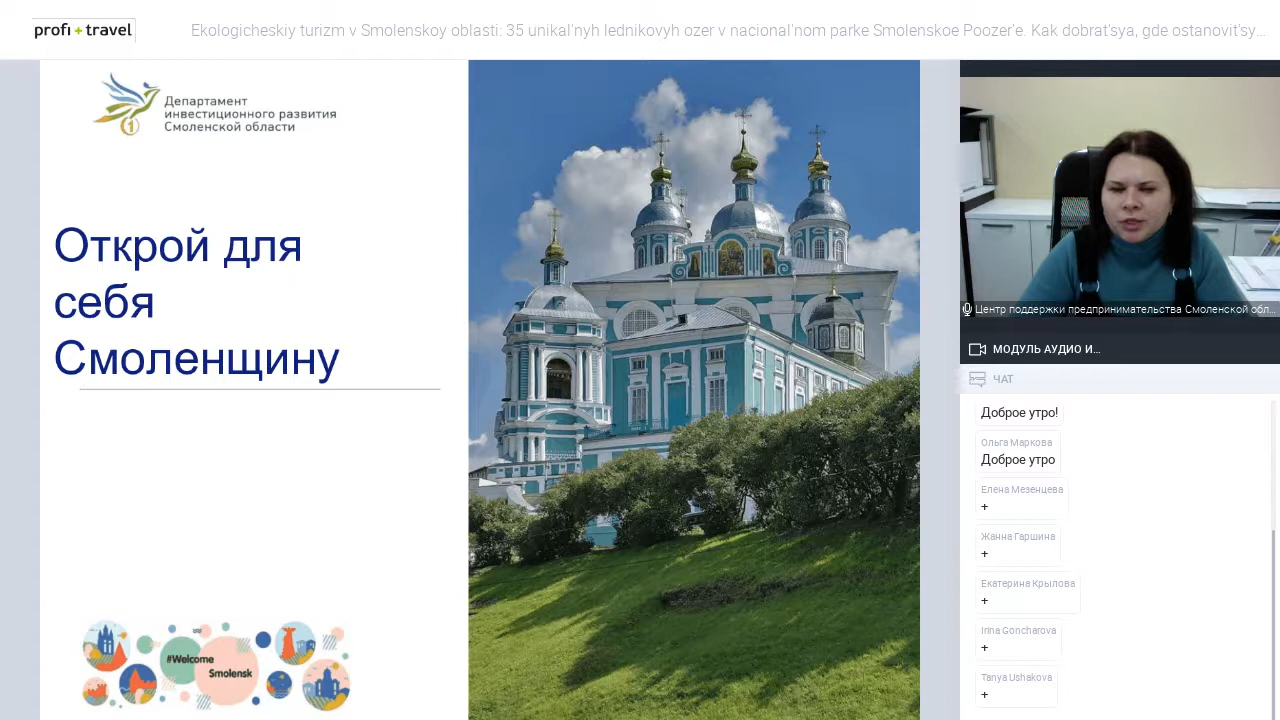 profi + travel
Ekologicheskiy turizm v Smolenskoy oblasti: 35 unikal'nyh lednikovyh ozer v nacional'nom parke Smolenskoe Poozer'e. Kak dobrat'sya, gde ostanovit'sy...
Департамент
инвестиционного развития
Смоленской области
Открой для
себя
Смоленщину
#Welcome
Smolensk
Центр поддержки предпринимательства Смоленской обл...
МОДУЛЬ АУДИО И...
ЧАТ
Доброе утро!
Ольга Маркова
Доброе утро
Елена Мезенцева
+
Жанна Гаршина
+
Екатерина Крылова
+
Irina Goncharova
+
Tanya Ushakova
+